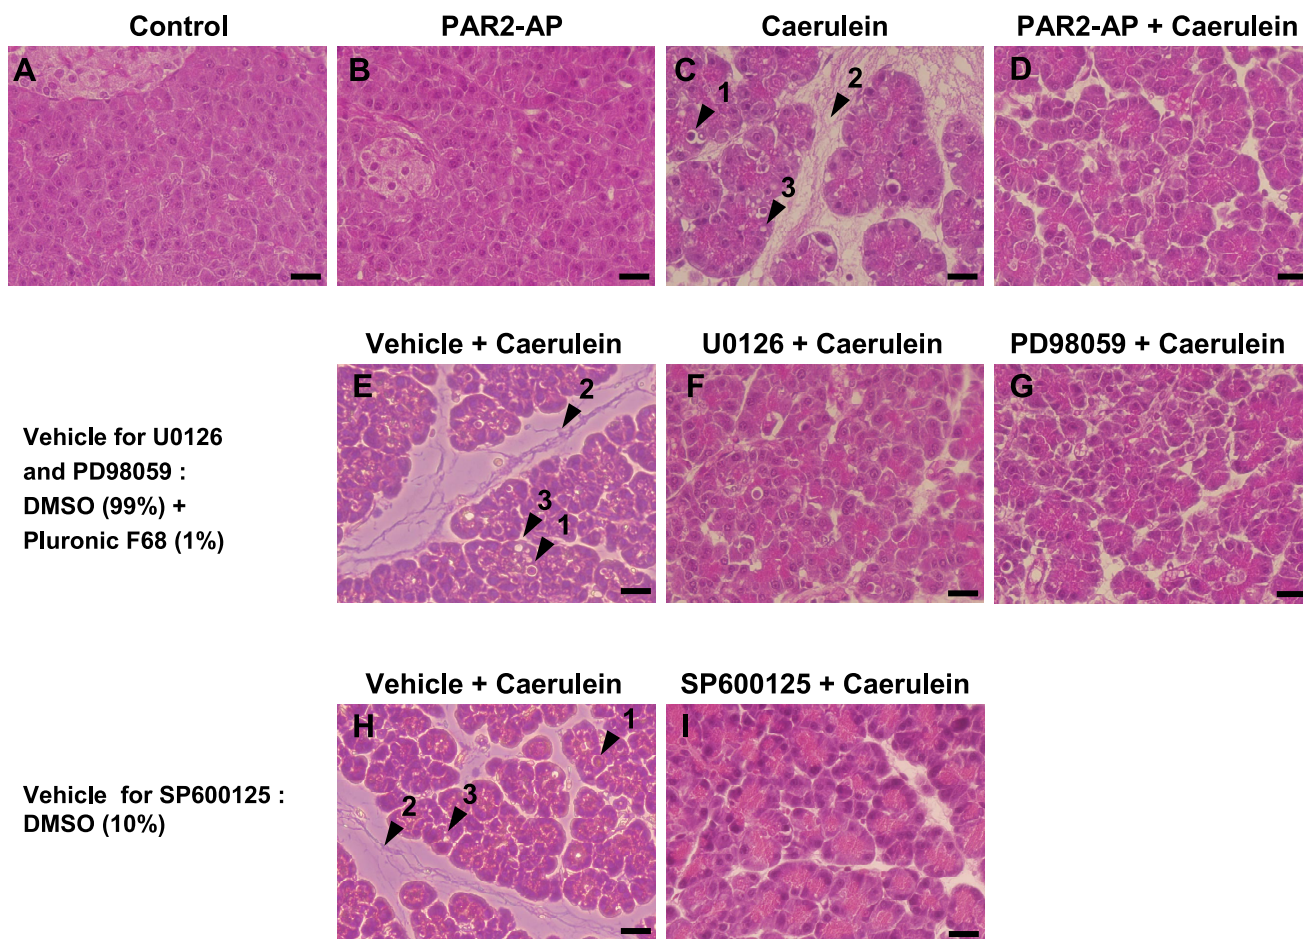 Control
PAR2-AP
Caerulein
PAR2-AP + Caerulein
A
B
C
1
2
3
D
Vehicle + Caerulein
U0126 + Caerulein
PD98059 + Caerulein
Vehicle for U0126
and PD98059 :
DMSO (99%) +
Pluronic F68 (1%)
E
2
3
1
F
G
Vehicle + Caerulein
SP600125 + Caerulein
Vehicle for SP600125 :
DMSO (10%)
H
1
2
3
I